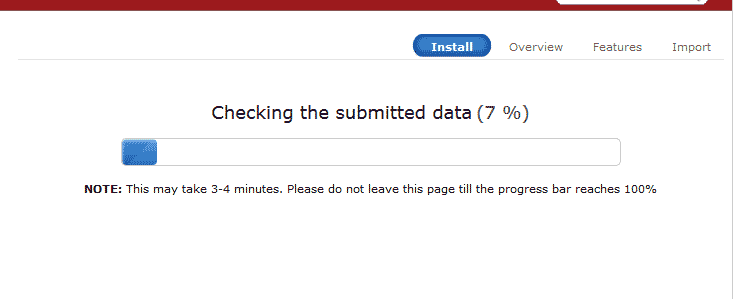 Install Overview Features Import
Checking the submitted data (7 %)
NOTE: This may take 3-4 minutes. Please do not leave this page till the progress bar reaches 100%